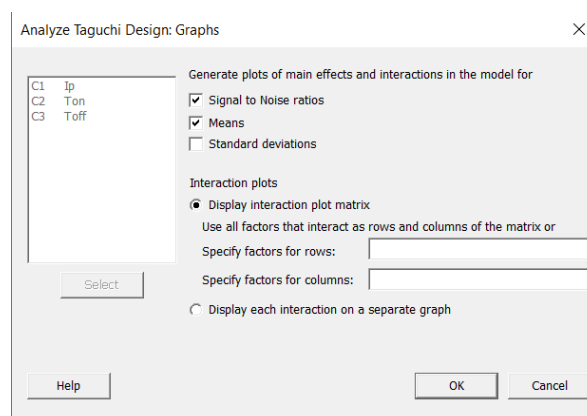 Analyze Taguchi Design: Graphs
C1 Ip
C2 Ton
C3 Toff
Select
Generate plots of main effects and interactions in the model for
Signal to Noise ratios
Means
Standard deviations
Interaction plots
Display interaction plot matrix
Use all factors that interact as rows and columns of the matrix or
Specify factors for rows:
Specify factors for columns:
Display each interaction on a separate graph
Help
OK
Cancel